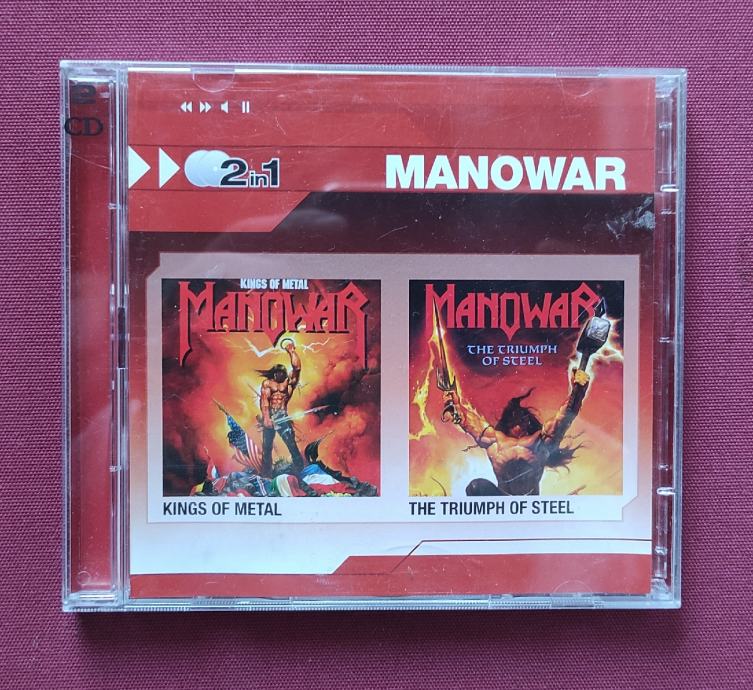 2
CD
2in1
MANOWAR
KINGS OF METAL
MANOWAR
MANOWAR
THE TRIUMPH
OF STEEL
KINGS OF METAL
THE TRIUMPH OF STEEL